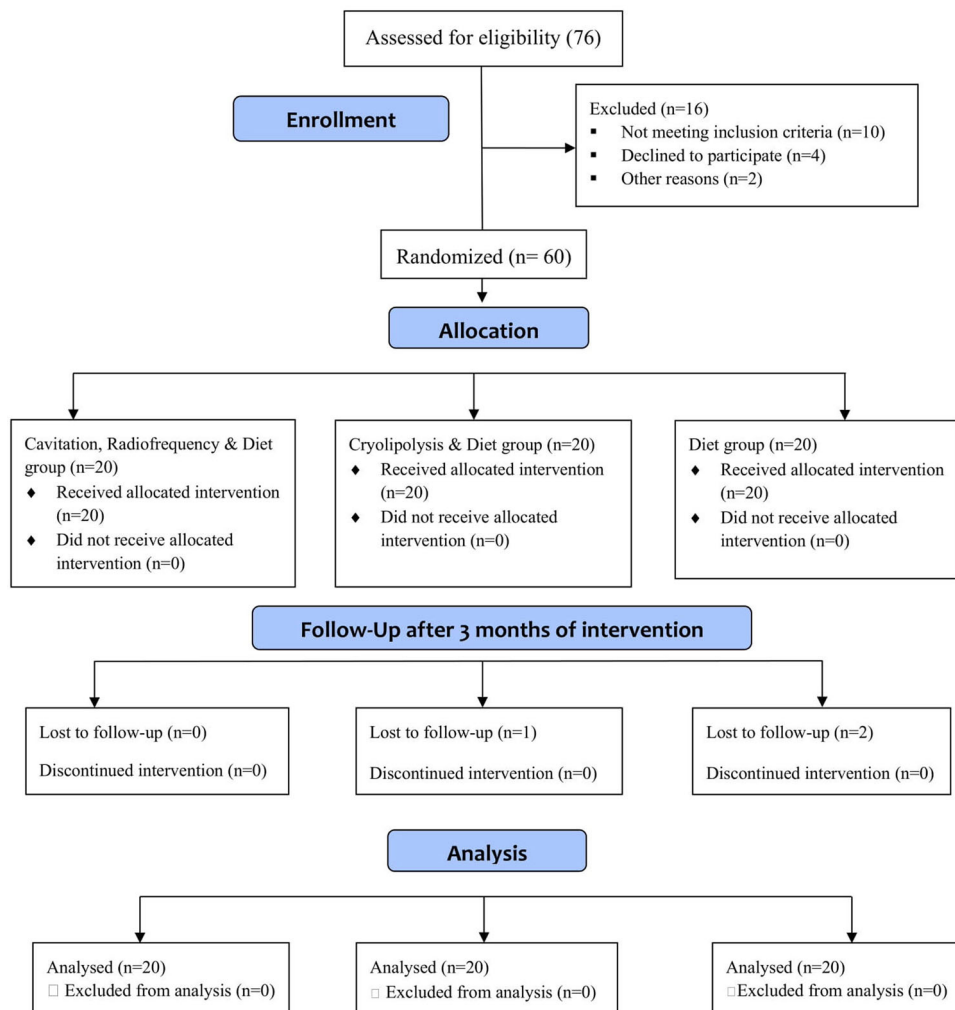 Assessed for eligibility (76)
Enrollment
Excluded (n=16)
▪ Not meeting inclusion criteria (n=10)
▪ Declined to participate (n=4)
▪ Other reasons (n=2)
Randomized (n= 60)
Allocation
Cavitation, Radiofrequency & Diet
group (n=20)
♦ Received allocated intervention
(n=20)
♦ Did not receive allocated
intervention (n=0)
Cryolipolysis & Diet group (n=20)
♦ Received allocated intervention
(n=20)
♦ Did not receive allocated
intervention (n=0)
Diet group (n=20)
♦ Received allocated intervention
(n=20)
♦ Did not receive allocated
intervention (n=0)
Follow-Up after 3 months of intervention
Lost to follow-up (n=0)
Discontinued intervention (n=0)
Lost to follow-up (n=1)
Discontinued intervention (n=0)
Lost to follow-up (n=2)
Discontinued intervention (n=0)
Analysis
Analysed (n=20)
□ Excluded from analysis (n=0)
Analysed (n=20)
□ Excluded from analysis (n=0)
Analysed (n=20)
□Excluded from analysis (n=0)